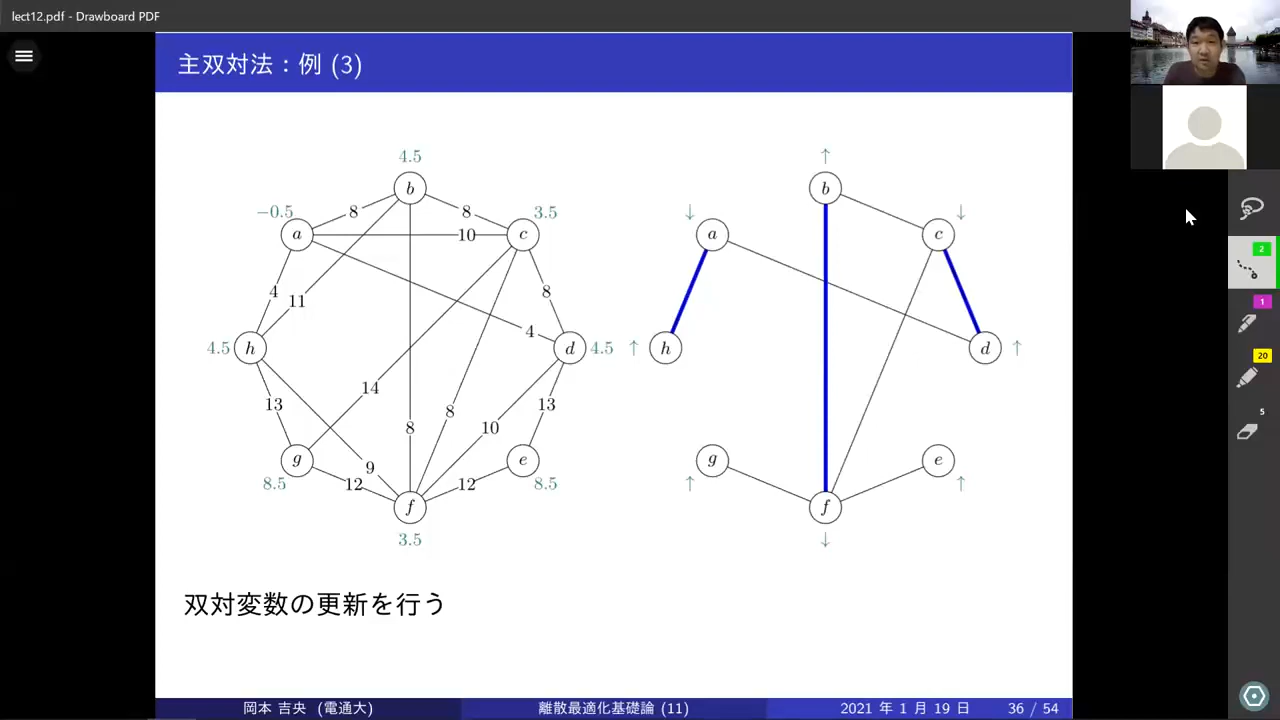 lect12.pdf - Drawboard PDF
主双対法：例 (3)
4.5
b
↑
b
−0.5
8
8
3.5
↓
↓
a
10
c
a
c
4
11
8
4
4.5
h
d
4.5
↑
h
d
↑
13
14
8
8
10
13
g
9
e
g
e
8.5
12
12
8.5
↑
↑
f
f
3.5
↓
双対変数の更新を行う
岡本 吉央 (電通大)
離散最適化基礎論 (11)
2021 年 1 月 19 日
36 / 54
2
1
20
5